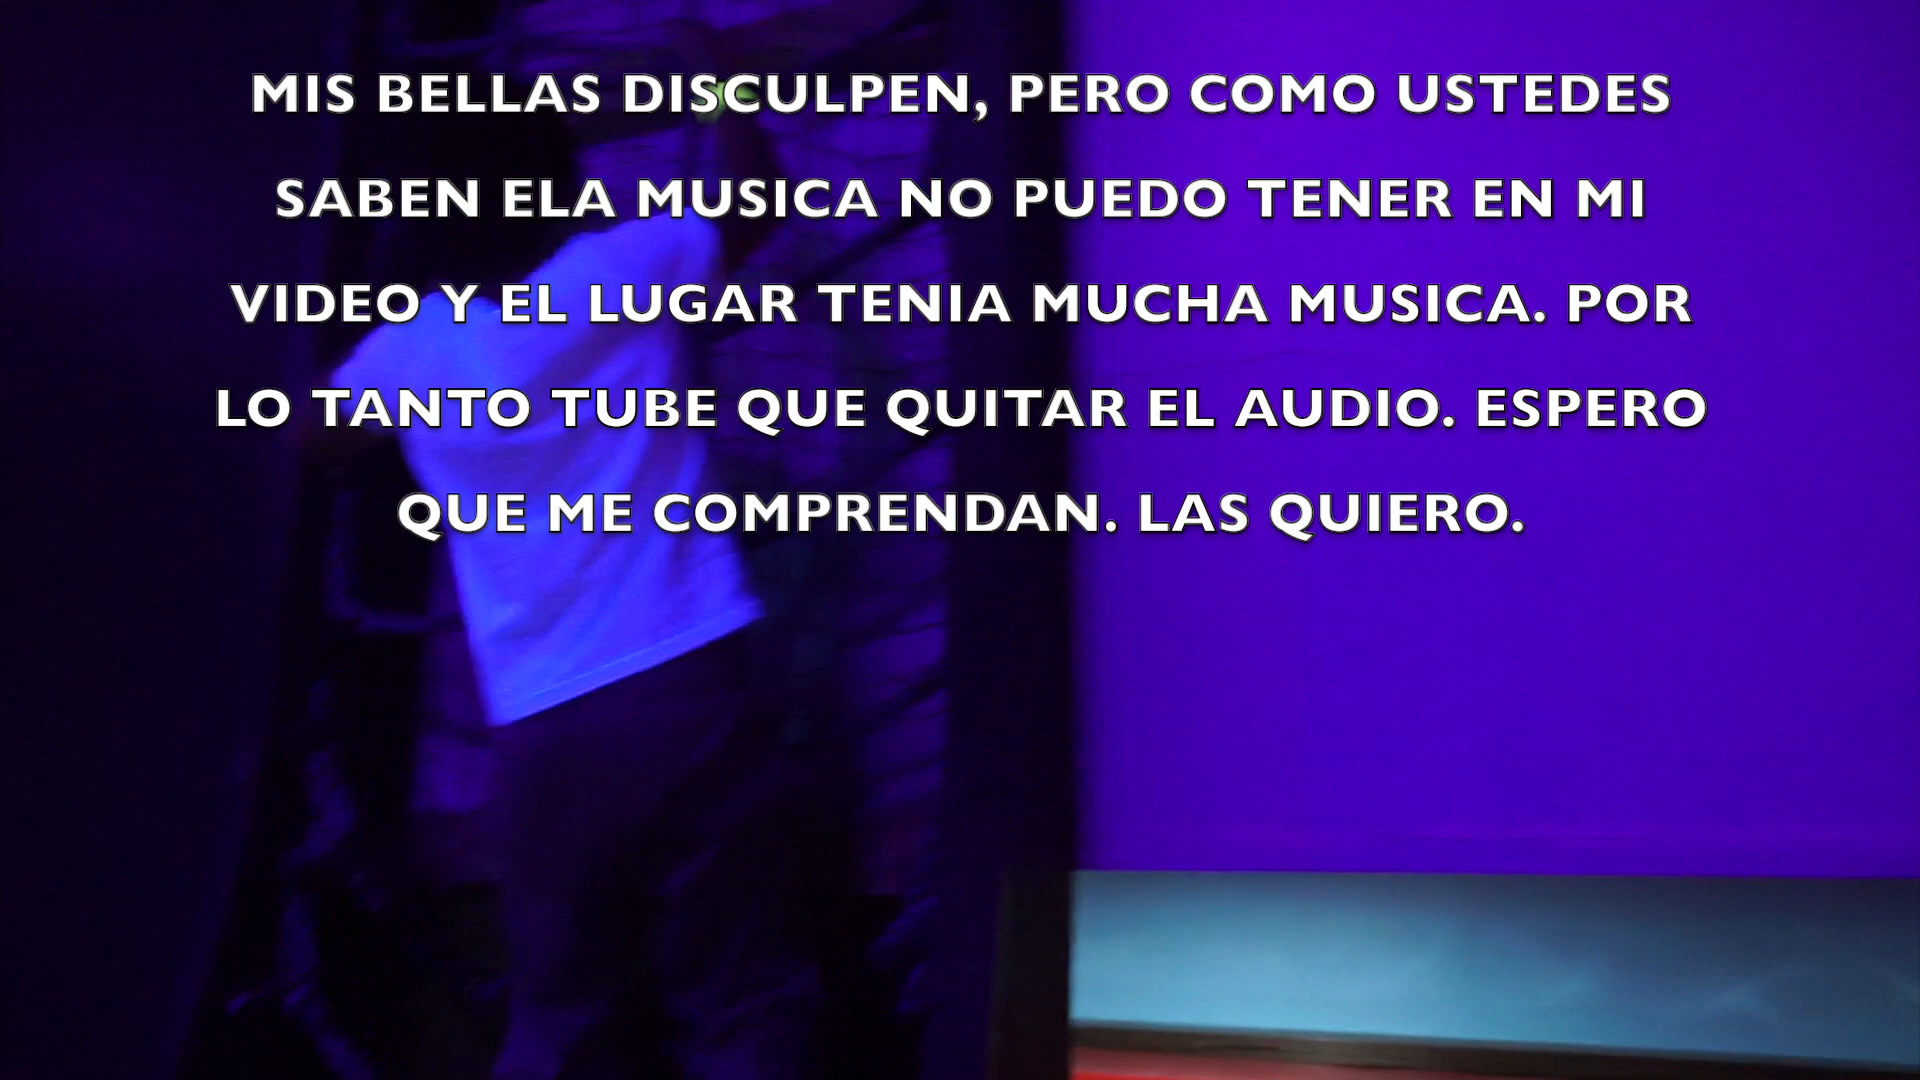 MIS BELLAS DISCULPEN, PERO COMO USTEDES
SABEN ELA MUSICA NO PUEDO TENER EN MI
VIDEO Y EL LUGAR TENIA MUCHA MUSICA. POR
LO TANTO TUBE QUE QUITAR EL AUDIO. ESPERO
QUE ME COMPRENDAN. LAS QUIERO.